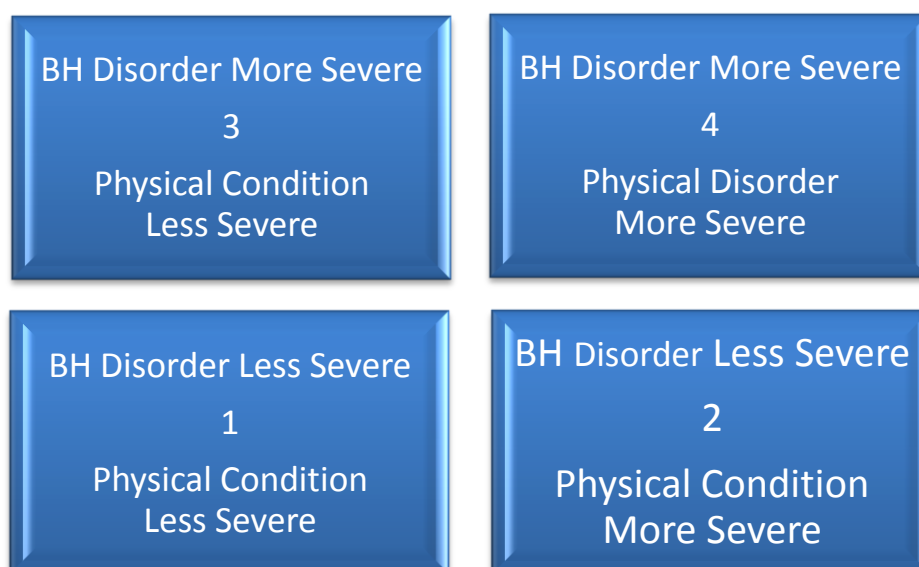 BH Disorder More Severe
3
Physical Condition
Less Severe
BH Disorder More Severe
4
Physical Disorder
More Severe
BH Disorder Less Severe
1
Physical Condition
Less Severe
BH Disorder Less Severe
2
Physical Condition
More Severe